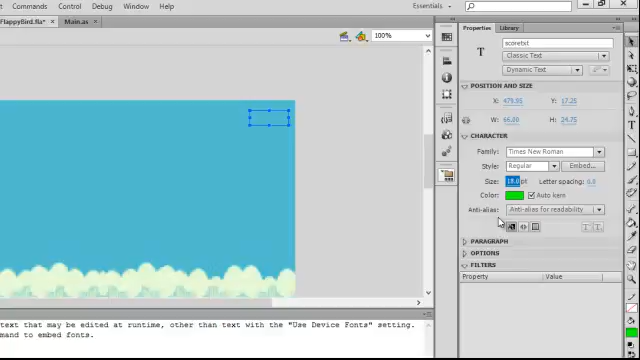 Commands Control Debug Window Help Essentials
FlappyBird.fla* Main.as
100%
Properties Library
T scoretxt
Classic Text
Dynamic Text
POSITION AND SIZE
X: 479.95 Y: 17.25
W: 66.00 H: 24.75
CHARACTER
Family: Times New Roman
Style: Regular Embed...
Size: 19.0 pt Letter spacing: 0.0
Color: Auto kern
Anti-alias: Anti-alias for readability
PARAGRAPH
OPTIONS
FILTERS
Property Value
text that may be edited at runtime, other than text with the "Use Device Fonts" setting.
mand to embed fonts.